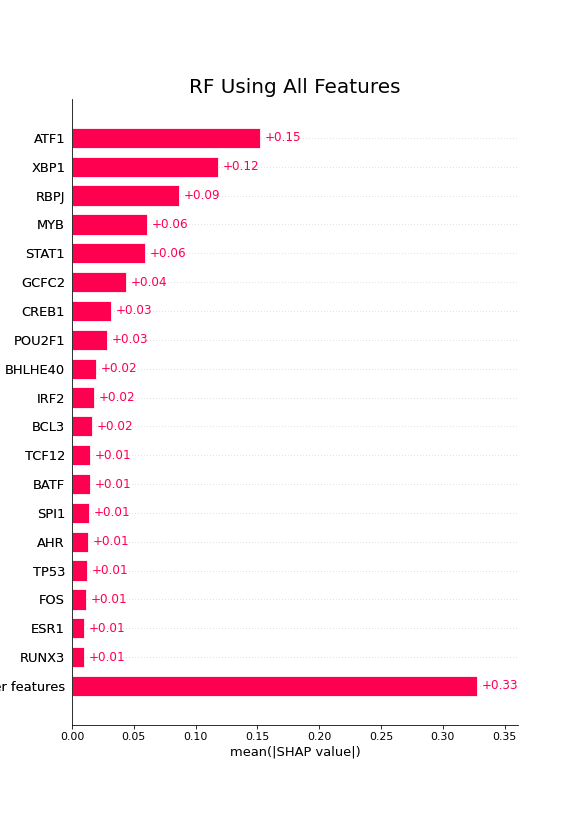 RF Using All Features
ATF1 +0.15
XBP1 +0.12
RBPJ +0.09
MYB +0.06
STAT1 +0.06
GCFC2 +0.04
CREB1 +0.03
POU2F1 +0.03
BHLHE40 +0.02
IRF2 +0.02
BCL3 +0.02
TCF12 +0.01
BATF +0.01
SPI1 +0.01
AHR +0.01
TP53 +0.01
FOS +0.01
ESR1 +0.01
RUNX3 +0.01
features +0.33
0.00 0.05 0.10 0.15 0.20 0.25 0.30 0.35
mean(|SHAP value|)